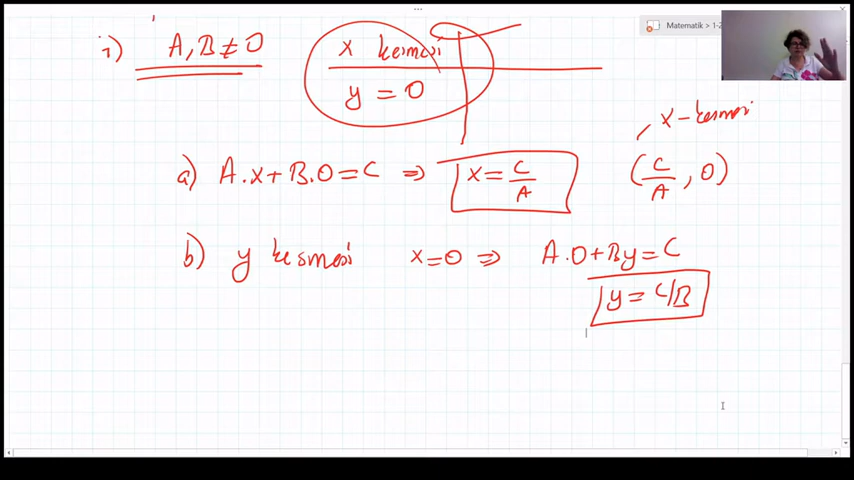 Matematik > 1-2
i) A, B ≠ 0
x kesmesi
y = 0
x-kesmesi
a) A.x + B.0 = C ⇒ x = C/A (C/A, 0)
b) y kesmesi x=0 ⇒ A.0 + By = C
y = C/B